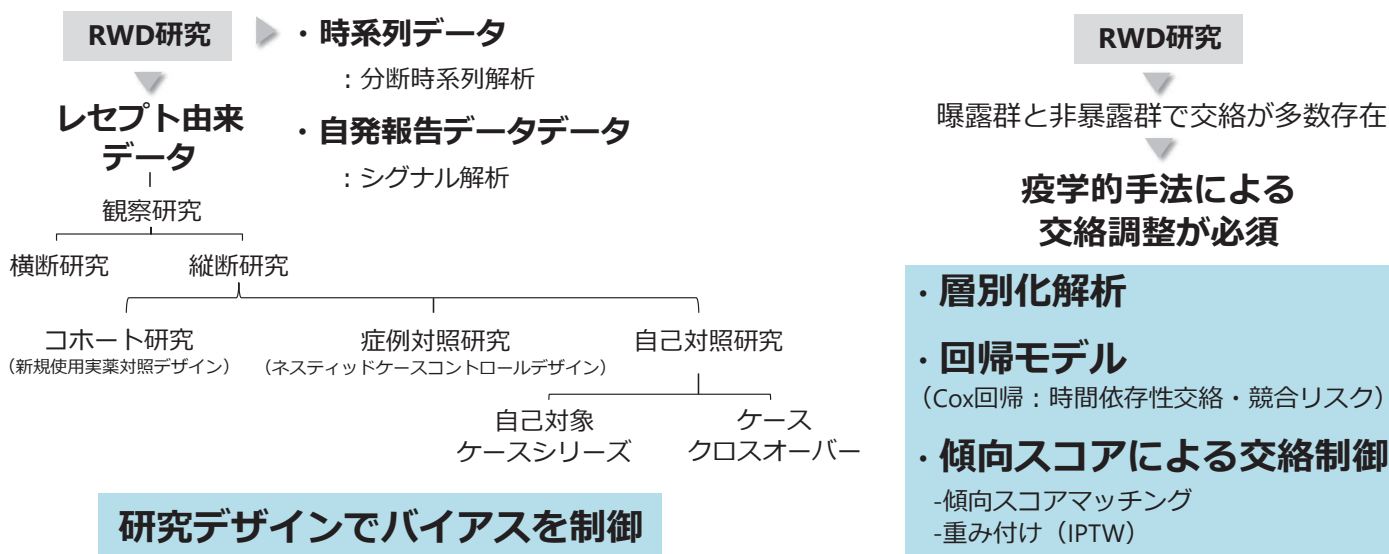 RWD研究
・時系列データ
：分断時系列解析
・自発報告データデータ
：シグナル解析
レセプト由来
データ
観察研究
横断研究
縦断研究
コホート研究
（新規使用実薬対照デザイン）
症例対照研究
（ネスティッドケースコントロールデザイン）
自己対照研究
自己対象
ケースシリーズ
ケース
クロスオーバー
研究デザインでバイアスを制御
RWD研究
曝露群と非暴露群で交絡が多数存在
疫学的手法による
交絡調整が必須
・層別化解析
・回帰モデル
（Cox回帰：時間依存性交絡・競合リスク）
・傾向スコアによる交絡制御
-傾向スコアマッチング
-重み付け（IPTW）